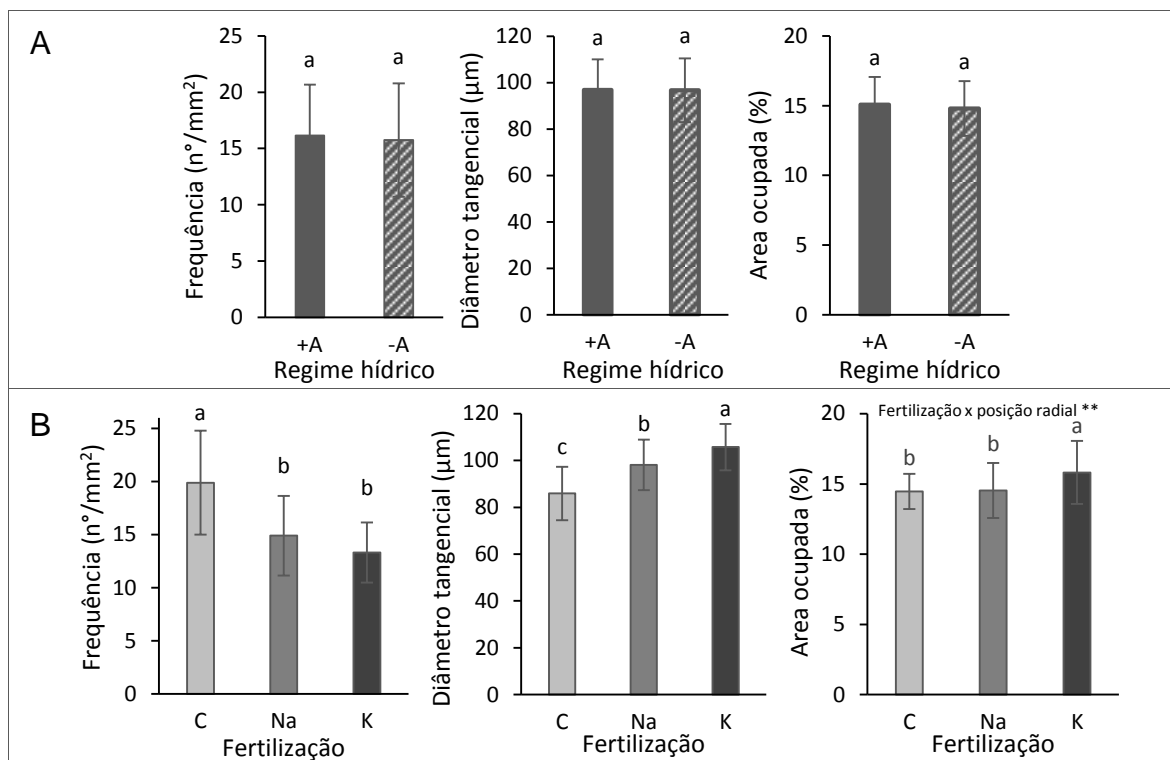 A
Frequência (n°/mm²)
25
20
15
10
5
0
a
a
+A
-A
Regime hídrico
Diâmetro tangencial (µm)
120
100
80
60
40
20
0
a
a
+A
-A
Regime hídrico
Area ocupada (%)
20
15
10
5
0
a
a
+A
-A
Regime hídrico
B
Frequência (n°/mm²)
25
20
15
10
5
0
a
b
b
C
Na
K
Fertilização
Diâmetro tangencial (µm)
120
100
80
60
40
20
0
c
b
a
C
Na
K
Fertilização
Fertilização x posição radial **
Area ocupada (%)
20
15
10
5
0
b
b
a
C
Na
K
Fertilização